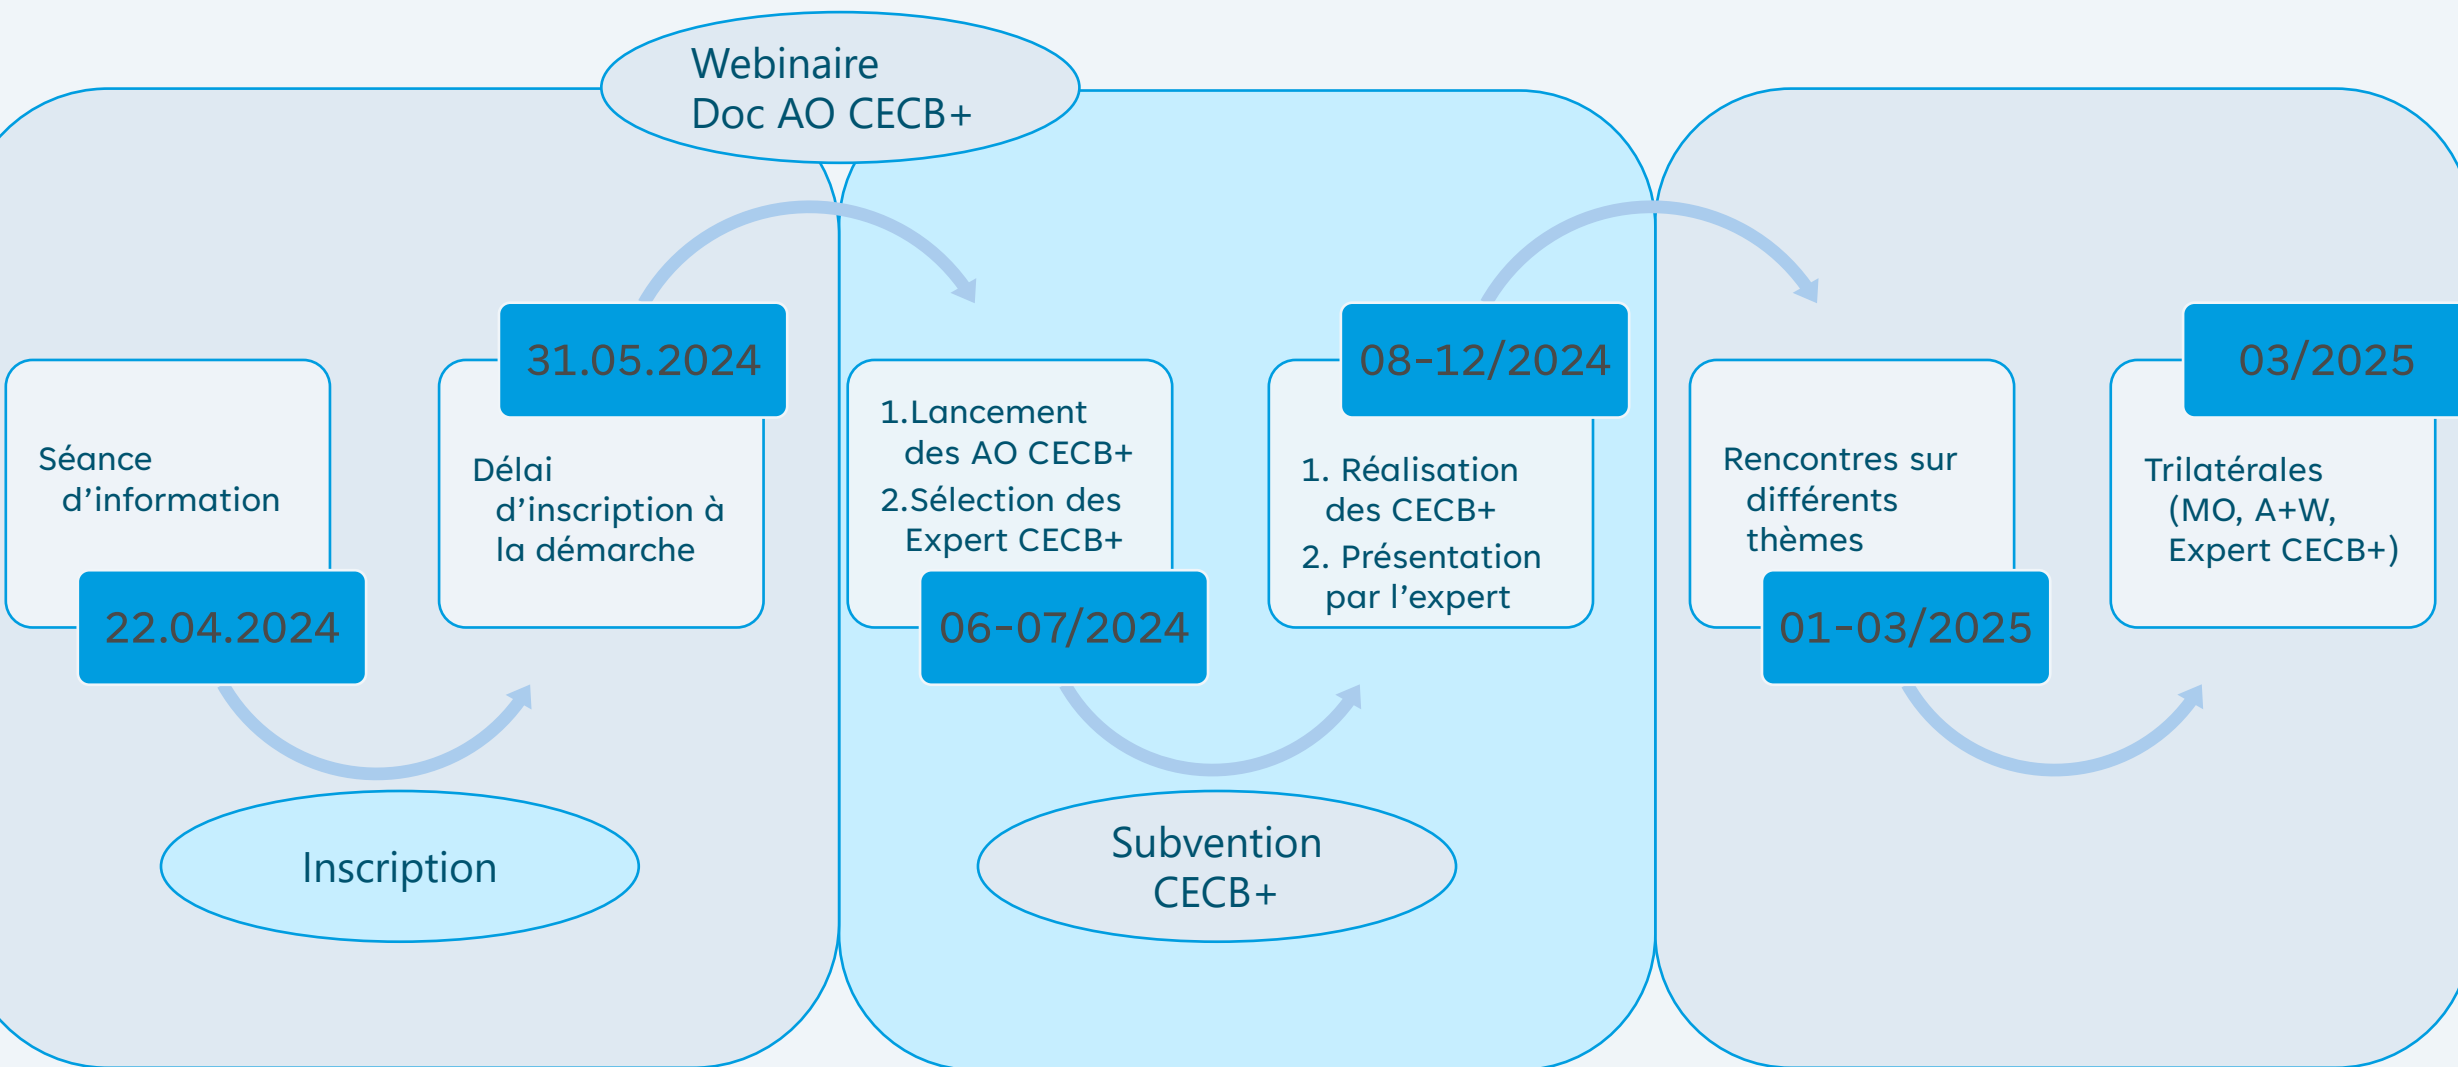 Webinaire
Doc AO CECB+
Séance
d’information
22.04.2024
31.05.2024
Délai
d’inscription à
la démarche
1.Lancement
des AO CECB+
2.Sélection des
Expert CECB+
06-07/2024
08-12/2024
1. Réalisation
des CECB+
2. Présentation
par l’expert
Rencontres sur
différents
thèmes
01-03/2025
03/2025
Trilatérales
(MO, A+W,
Expert CECB+)
Inscription
Subvention
CECB+